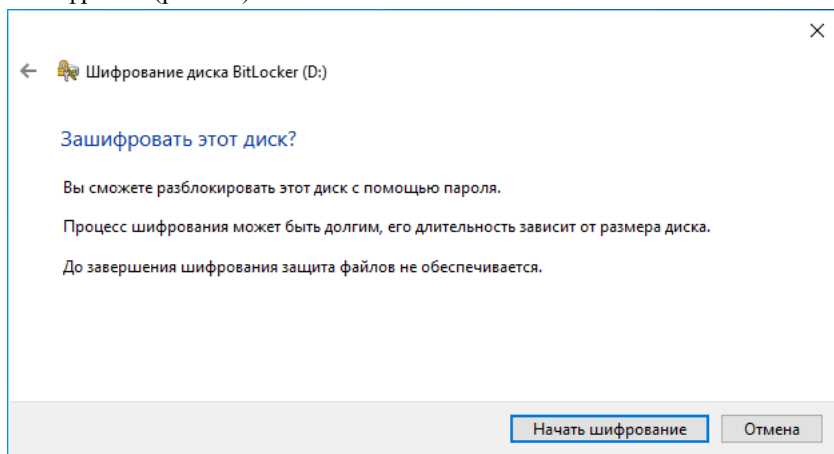 Шифрование диска BitLocker (D:)
Зашифровать этот диск?
Вы сможете разблокировать этот диск с помощью пароля.
Процесс шифрования может быть долгим, его длительность зависит от размера диска.
До завершения шифрования защита файлов не обеспечивается.
Начать шифрование Отмена